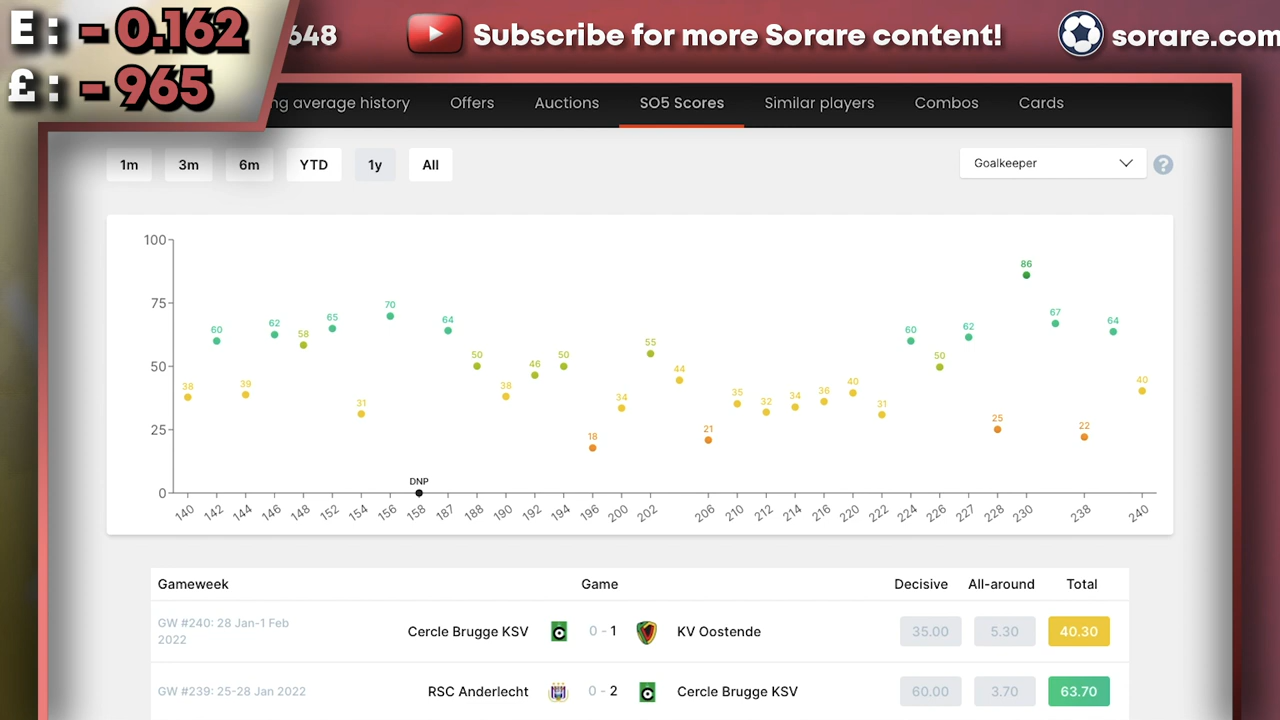 E : - 0.162
£ : - 965
648
Subscribe for more Sorare content!
sorare.com
ng average history Offers Auctions SO5 Scores Similar players Combos Cards
1m 3m 6m YTD 1y All Goalkeeper ?
100
75
50
25
0
38 60 39 62 58 65 31 70 DNP 64 50 38 46 50 18 34 55 44 21 35 32 34 36 40 31 60 50 62 25 86 67 22 64 40
140 142 144 146 148 152 154 156 158 187 188 190 192 194 196 200 202 206 210 212 214 216 220 222 224 226 227 228 230 238 240
Gameweek Game Decisive All-around Total
GW #240: 28 Jan-1 Feb
2022
Cercle Brugge KSV 0 - 1 KV Oostende 35.00 5.30 40.30
GW #239: 25-28 Jan 2022 RSC Anderlecht 0 - 2 Cercle Brugge KSV 60.00 3.70 63.70